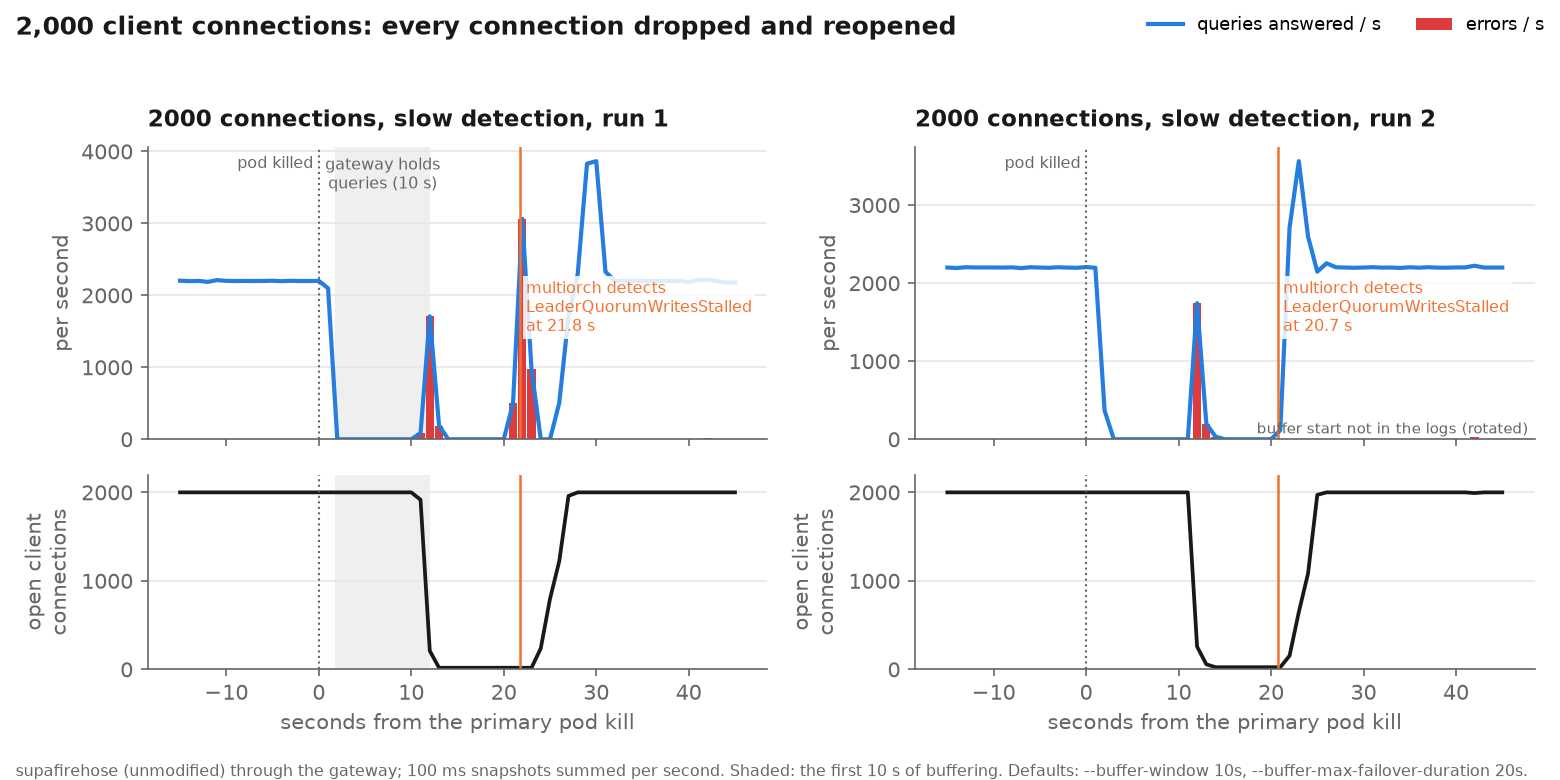 2,000 client connections: every connection dropped and reopened
queries answered / s
errors / s
2000 connections, slow detection, run 1
per second
4000
3000
2000
1000
0
pod killed
gateway holds
queries (10 s)
multiorch detects
LeaderQuorumWritesStalled
at 21.8 s
2000 connections, slow detection, run 2
per second
3000
2000
1000
0
pod killed
multiorch detects
LeaderQuorumWritesStalled
at 20.7 s
buffer start not in the logs (rotated)
open client
connections
2000
1000
0
−10 0 10 20 30 40
seconds from the primary pod kill
open client
connections
2000
1000
0
−10 0 10 20 30 40
seconds from the primary pod kill
supafirehose (unmodified) through the gateway; 100 ms snapshots summed per second. Shaded: the first 10 s of buffering. Defaults: --buffer-window 10s, --buffer-max-failover-duration 20s.